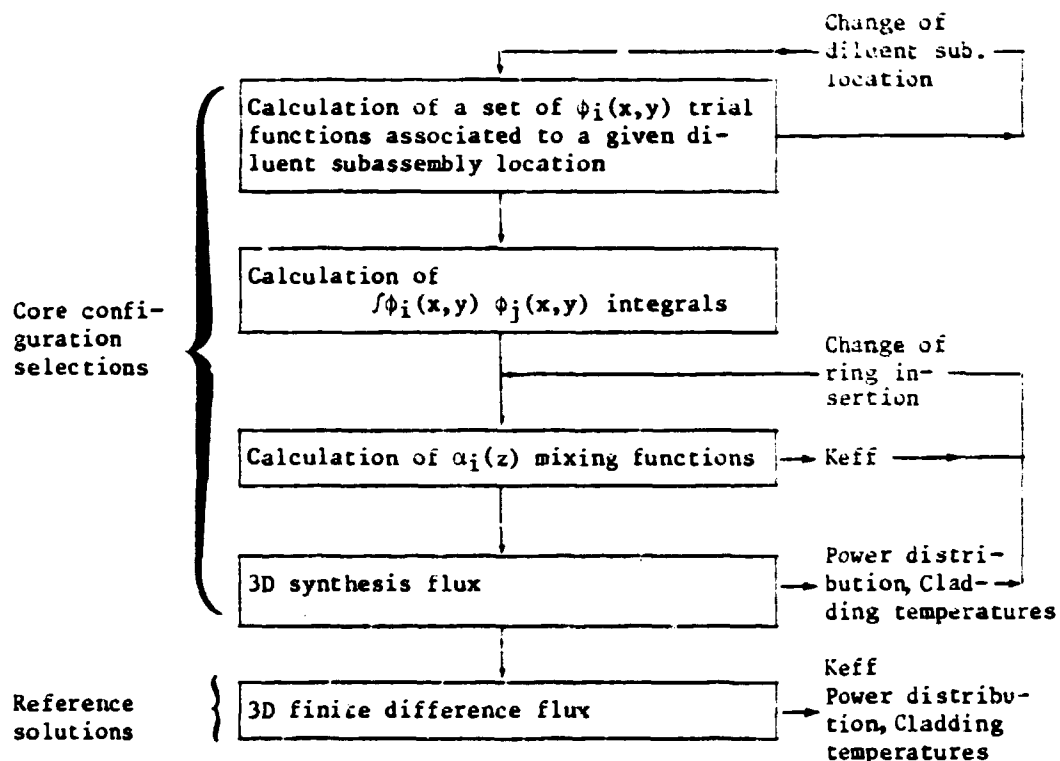 Change of
diluent sub.
location
Calculation of a set of ϕi(x,y) trial
functions associated to a given di-
luent subassembly location
Calculation of
∫ϕi(x,y) ϕj(x,y) integrals
Core confi-
guration
selections
Change of
ring in-
sertion
Calculation of αi(z) mixing functions
Keff
3D synthesis flux
Power distri-
bution, Clad-
ding temperatures
Reference
solutions
3D finite difference flux
Keff
Power distribu-
tion, Cladding
temperatures